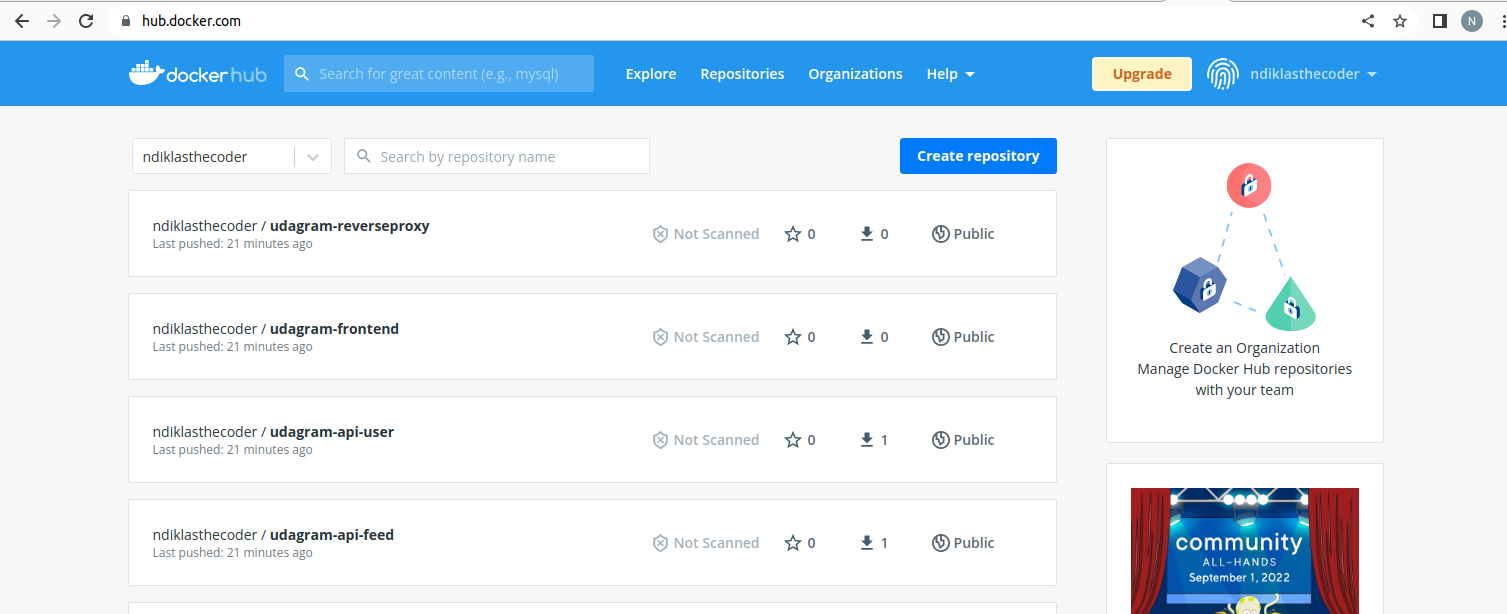 hub.docker.com
N
docker hub
Search for great content (e.g., mysql)
Explore
Repositories
Organizations
Help
Upgrade
ndiklasthecoder
ndiklasthecoder
Search by repository name
Create repository
ndiklasthecoder / udagram-reverseproxy
Last pushed: 21 minutes ago
Not Scanned
0
0
Public
ndiklasthecoder / udagram-frontend
Last pushed: 21 minutes ago
Not Scanned
0
0
Public
ndiklasthecoder / udagram-api-user
Last pushed: 21 minutes ago
Not Scanned
0
1
Public
ndiklasthecoder / udagram-api-feed
Last pushed: 21 minutes ago
Not Scanned
0
1
Public
Create an Organization
Manage Docker Hub repositories
with your team
community
ALL-HANDS
September 1, 2022